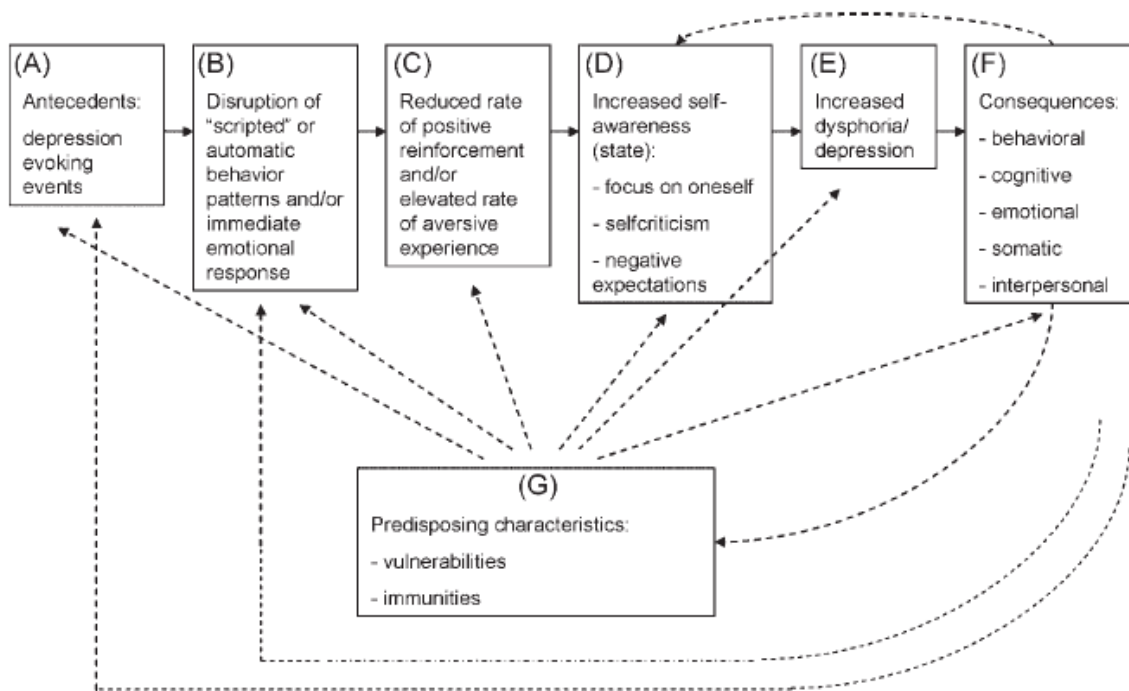 (A)
Antecedents:
depression
evoking
events
(B)
Disruption of
“scripted” or
automatic
behavior
patterns and/or
immediate
emotional
response
(C)
Reduced rate
of positive
reinforcement
and/or
elevated rate
of aversive
experience
(D)
Increased self-
awareness
(state):
- focus on oneself
- selfcriticism
- negative
expectations
(E)
Increased
dysphoria/
depression
(F)
Consequences:
- behavioral
- cognitive
- emotional
- somatic
- interpersonal
(G)
Predisposing characteristics:
- vulnerabilities
- immunities